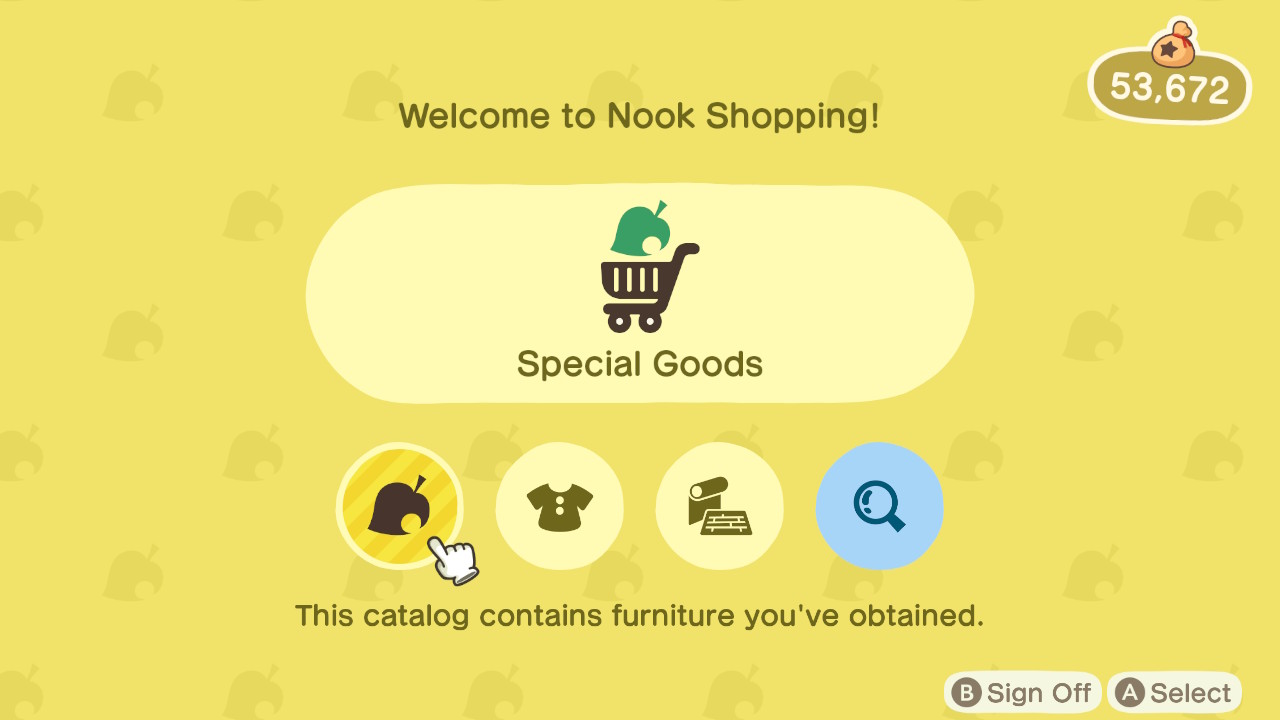 53,672
Welcome to Nook Shopping!
Special Goods
This catalog contains furniture you've obtained.
B Sign Off A Select